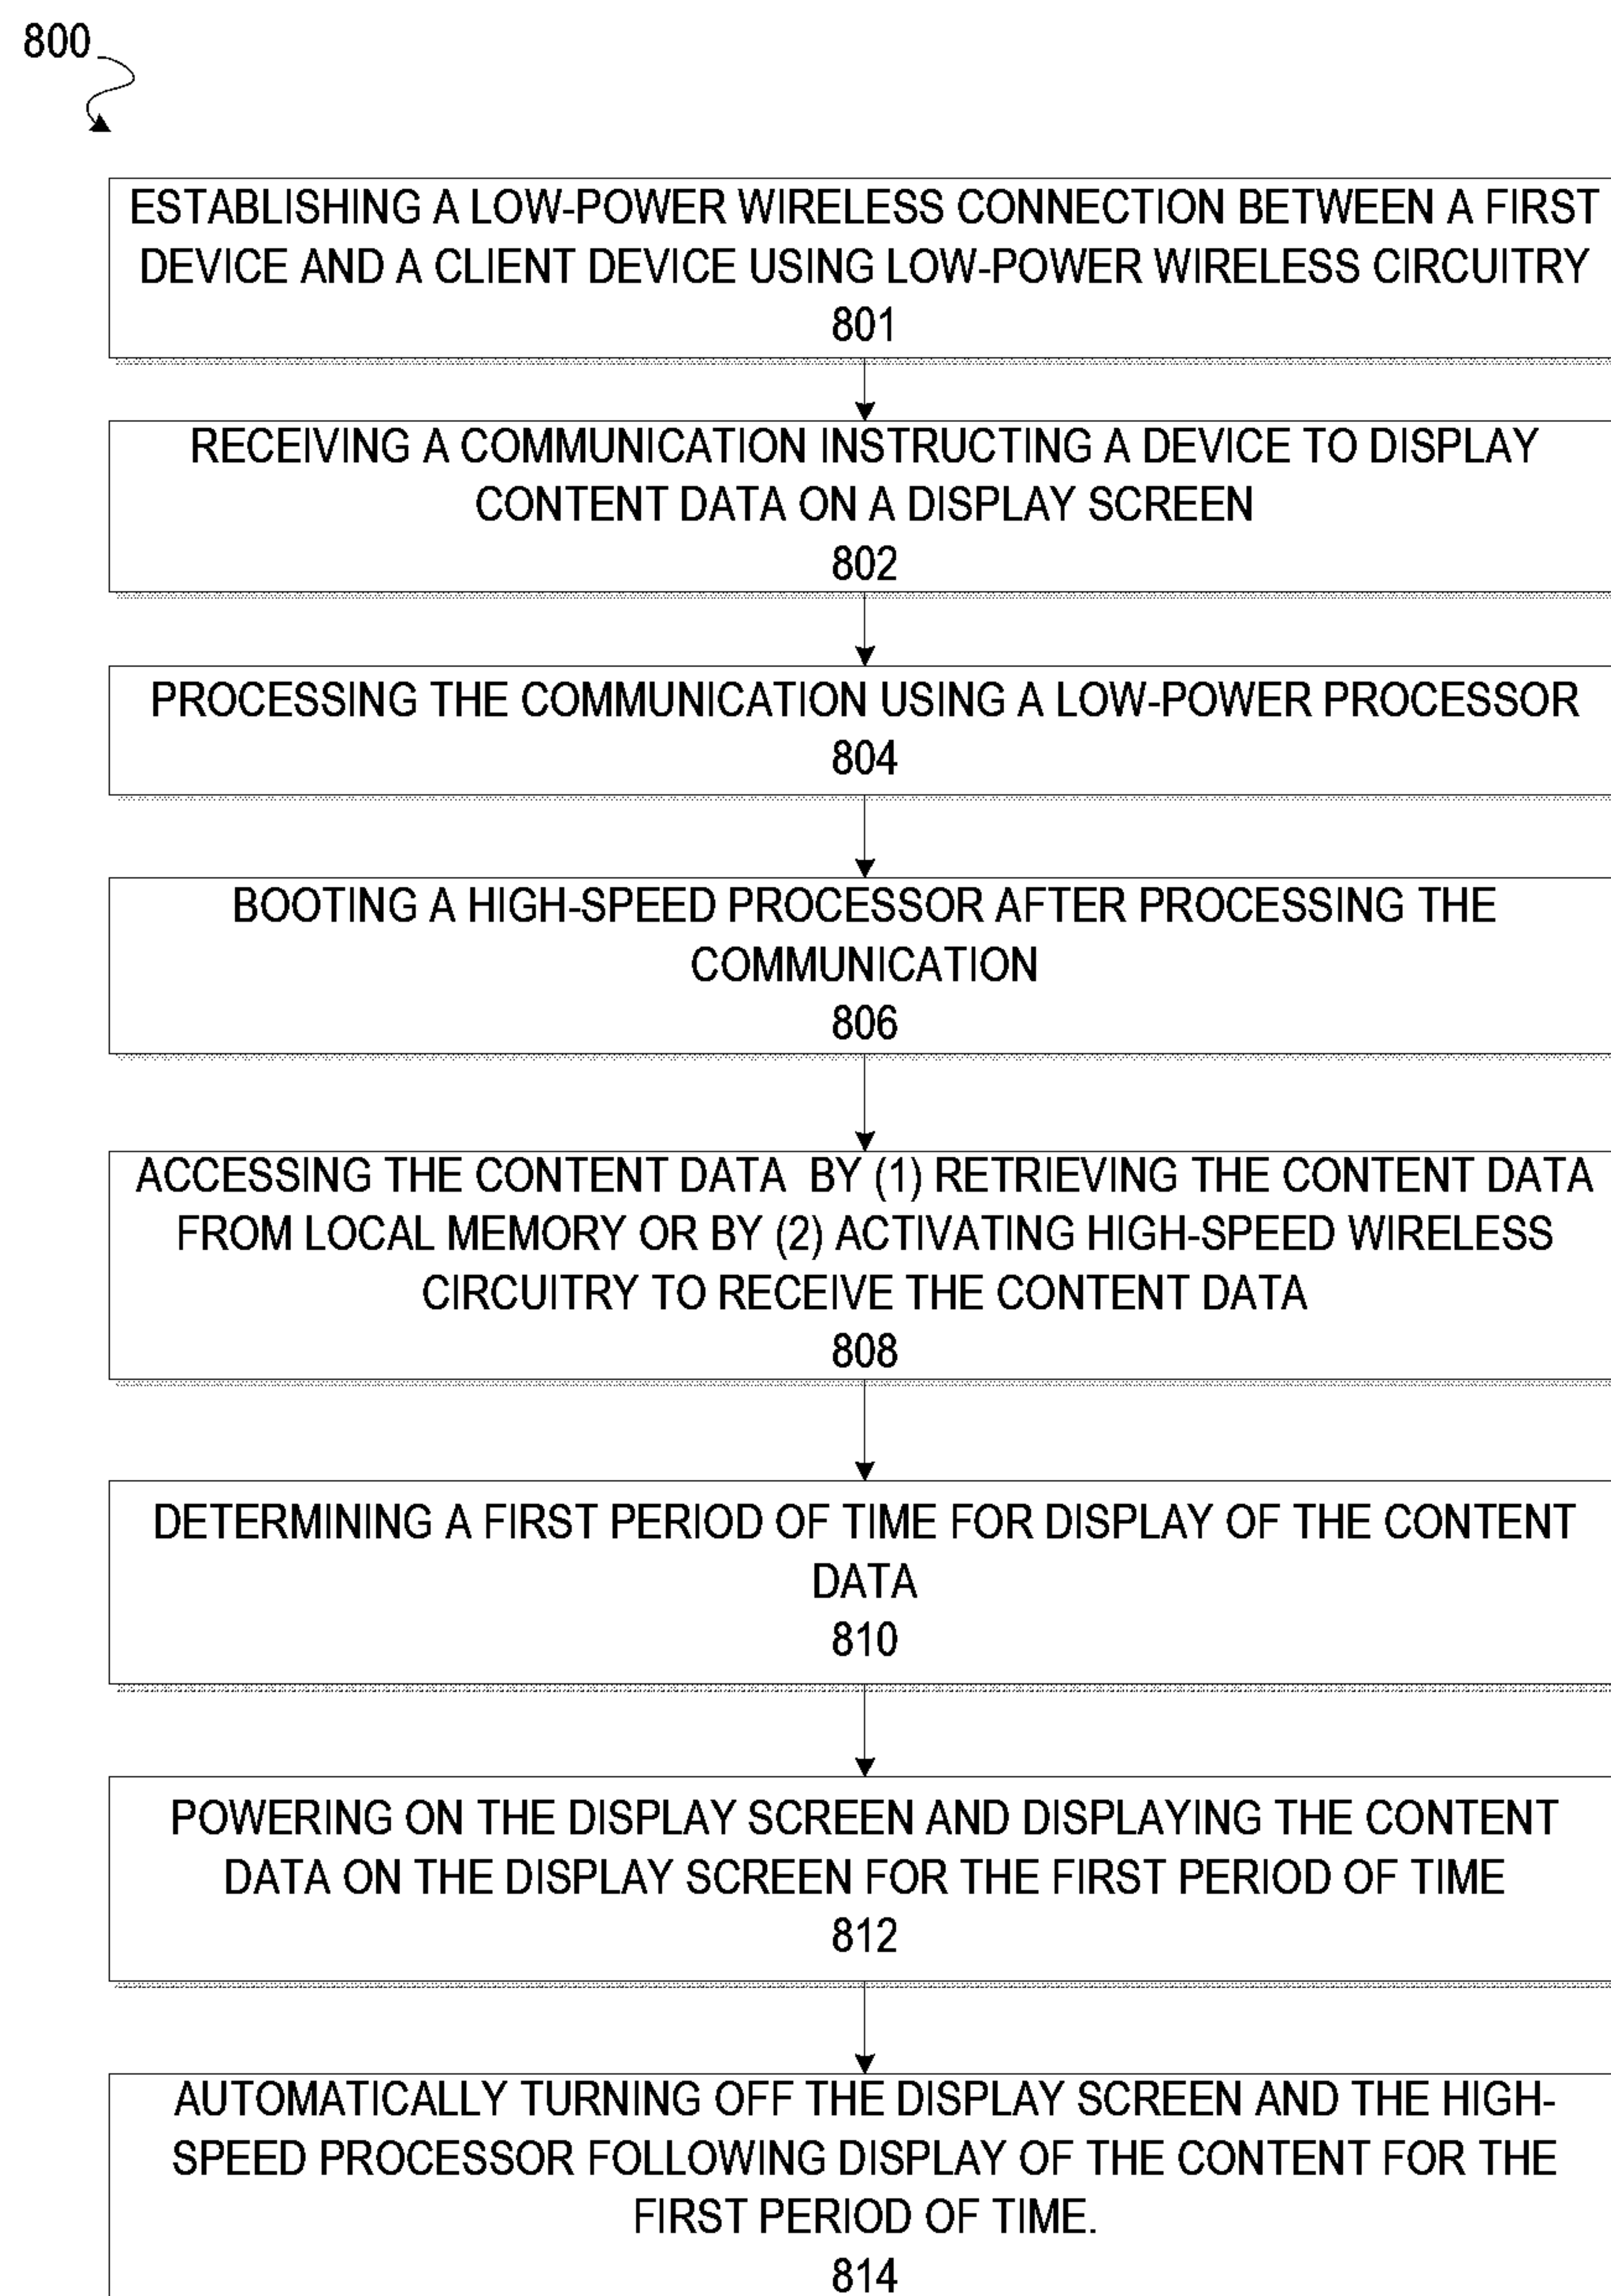 800
ESTABLISHING A LOW-POWER WIRELESS CONNECTION BETWEEN A FIRST
DEVICE AND A CLIENT DEVICE USING LOW-POWER WIRELESS CIRCUITRY
801
RECEIVING A COMMUNICATION INSTRUCTING A DEVICE TO DISPLAY
CONTENT DATA ON A DISPLAY SCREEN
802
PROCESSING THE COMMUNICATION USING A LOW-POWER PROCESSOR
804
BOOTING A HIGH-SPEED PROCESSOR AFTER PROCESSING THE
COMMUNICATION
806
ACCESSING THE CONTENT DATA BY (1) RETRIEVING THE CONTENT DATA
FROM LOCAL MEMORY OR BY (2) ACTIVATING HIGH-SPEED WIRELESS
CIRCUITRY TO RECEIVE THE CONTENT DATA
808
DETERMINING A FIRST PERIOD OF TIME FOR DISPLAY OF THE CONTENT
DATA
810
POWERING ON THE DISPLAY SCREEN AND DISPLAYING THE CONTENT
DATA ON THE DISPLAY SCREEN FOR THE FIRST PERIOD OF TIME
812
AUTOMATICALLY TURNING OFF THE DISPLAY SCREEN AND THE HIGH-
SPEED PROCESSOR FOLLOWING DISPLAY OF THE CONTENT FOR THE
FIRST PERIOD OF TIME.
814